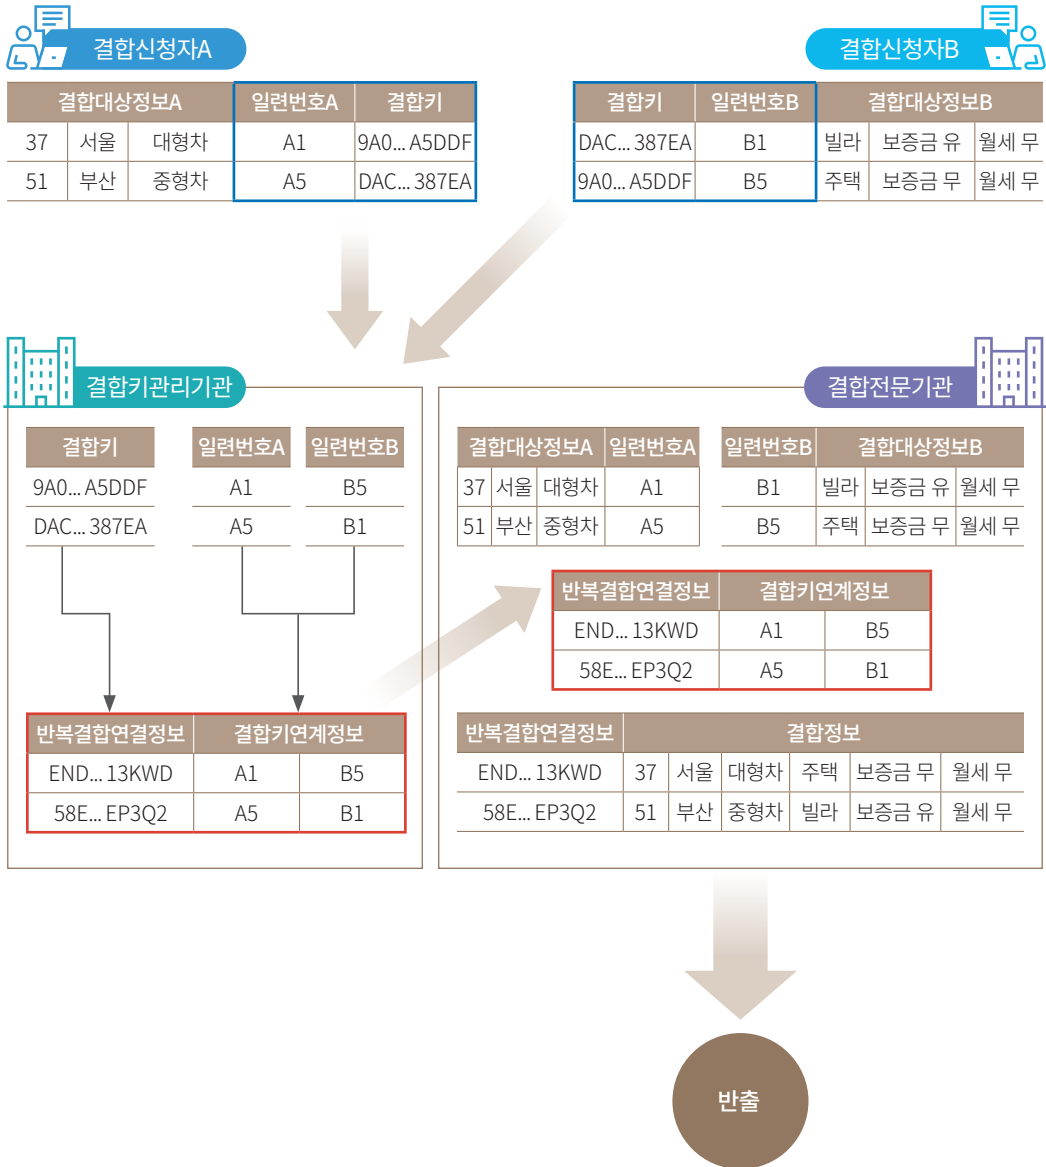 결합신청자A
결합신청자B
결합대상정보A 일련번호A 결합키
37 서울 대형차 A1 9A0... A5DDF
51 부산 중형차 A5 DAC... 387EA
결합키 일련번호B 결합대상정보B
DAC... 387EA B1 빌라 보증금 유 월세 무
9A0... A5DDF B5 주택 보증금 무 월세 무
결합키관리기관
결합키 일련번호A 일련번호B
9A0... A5DDF A1 B5
DAC... 387EA A5 B1
반복결합연결정보 결합키연계정보
END... 13KWD A1 B5
58E... EP3Q2 A5 B1
결합전문기관
결합대상정보A 일련번호A
37 서울 대형차 A1
51 부산 중형차 A5
일련번호B 결합대상정보B
B1 빌라 보증금 유 월세 무
B5 주택 보증금 무 월세 무
반복결합연결정보 결합키연계정보
END... 13KWD A1 B5
58E... EP3Q2 A5 B1
반복결합연결정보 결합정보
END... 13KWD 37 서울 대형차 주택 보증금 무 월세 무
58E... EP3Q2 51 부산 중형차 빌라 보증금 유 월세 무
반출